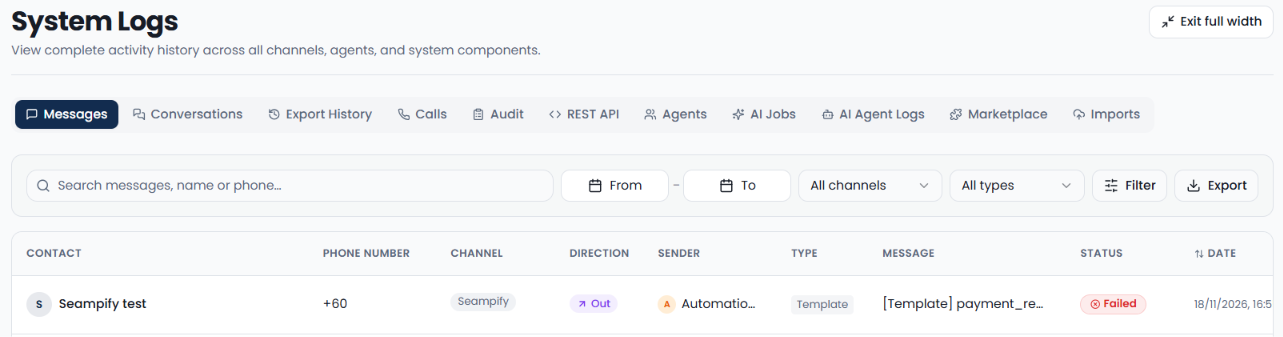 System Logs
Exit full width
View complete activity history across all channels, agents, and system components.
Messages Conversations Export History Calls Audit REST API Agents AI Jobs AI Agent Logs Marketplace Imports
Search messages, name or phone... From - To All channels All types Filter Export
CONTACT PHONE NUMBER CHANNEL DIRECTION SENDER TYPE MESSAGE STATUS DATE
S Seampify test +60 Seampify Out A Automatio... Template [Template] payment_re... Failed 18/11/2026, 16:5